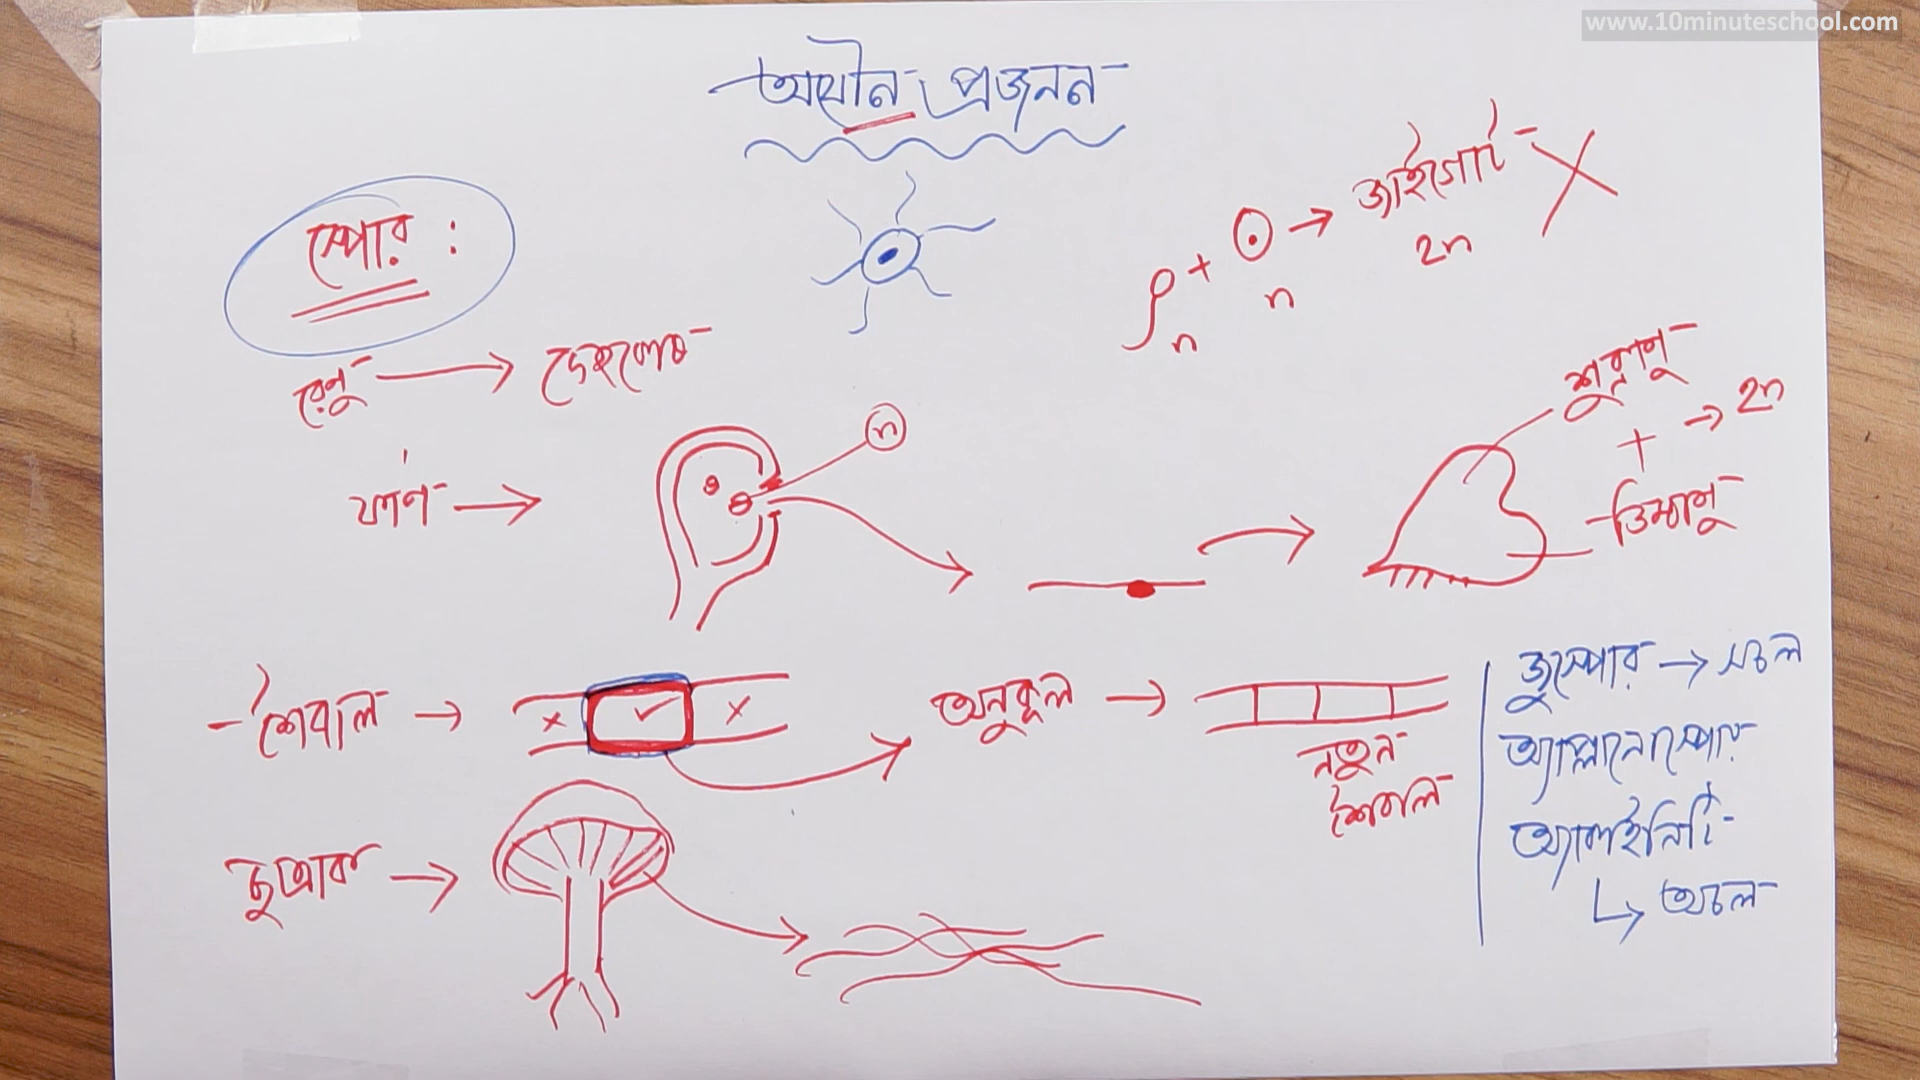 www.10minuteschool.com
অযৌন প্রজনন
স্পোর :
n + n → জাইগোট 2n
রেনু → দেহকোষ
n
শুক্রানু
+ → 2n
ডিম্বানু
ফার্ণ →
শৈবাল →
অনুকূল →
নতুন
শৈবাল
জুস্পোর → সচল
অ্যাপ্লানোস্পোর
অ্যাকাইনিটি
↳ অচল
ছত্রাক →